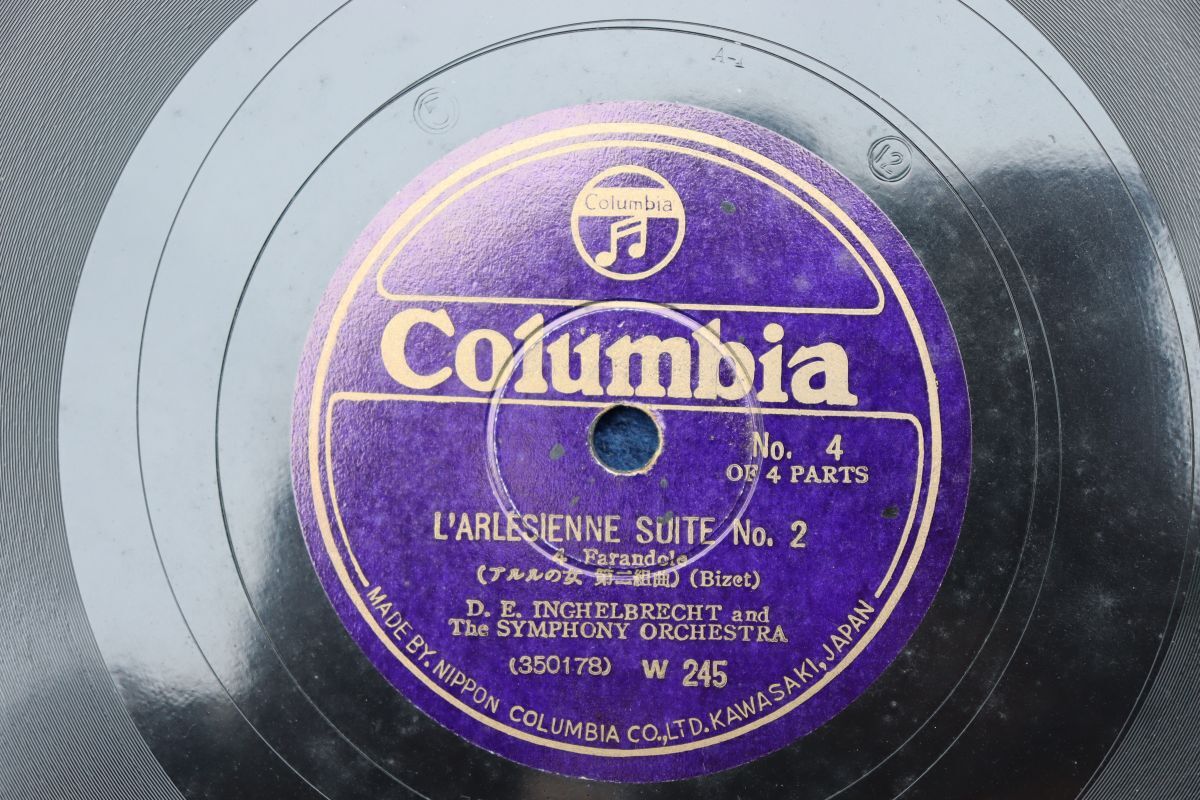 A-1
12
Columbia
Columbia
No. 4
OF 4 PARTS
L'ARLESIENNE SUITE No. 2
4 Farandole
(アルルの女 第二組曲) (Bizet)
D. E. INGHELBRECHT and
The SYMPHONY ORCHESTRA
(350178) W 245
MADE BY. NIPPON COLUMBIA CO., LTD. KAWASAKI, JAPAN